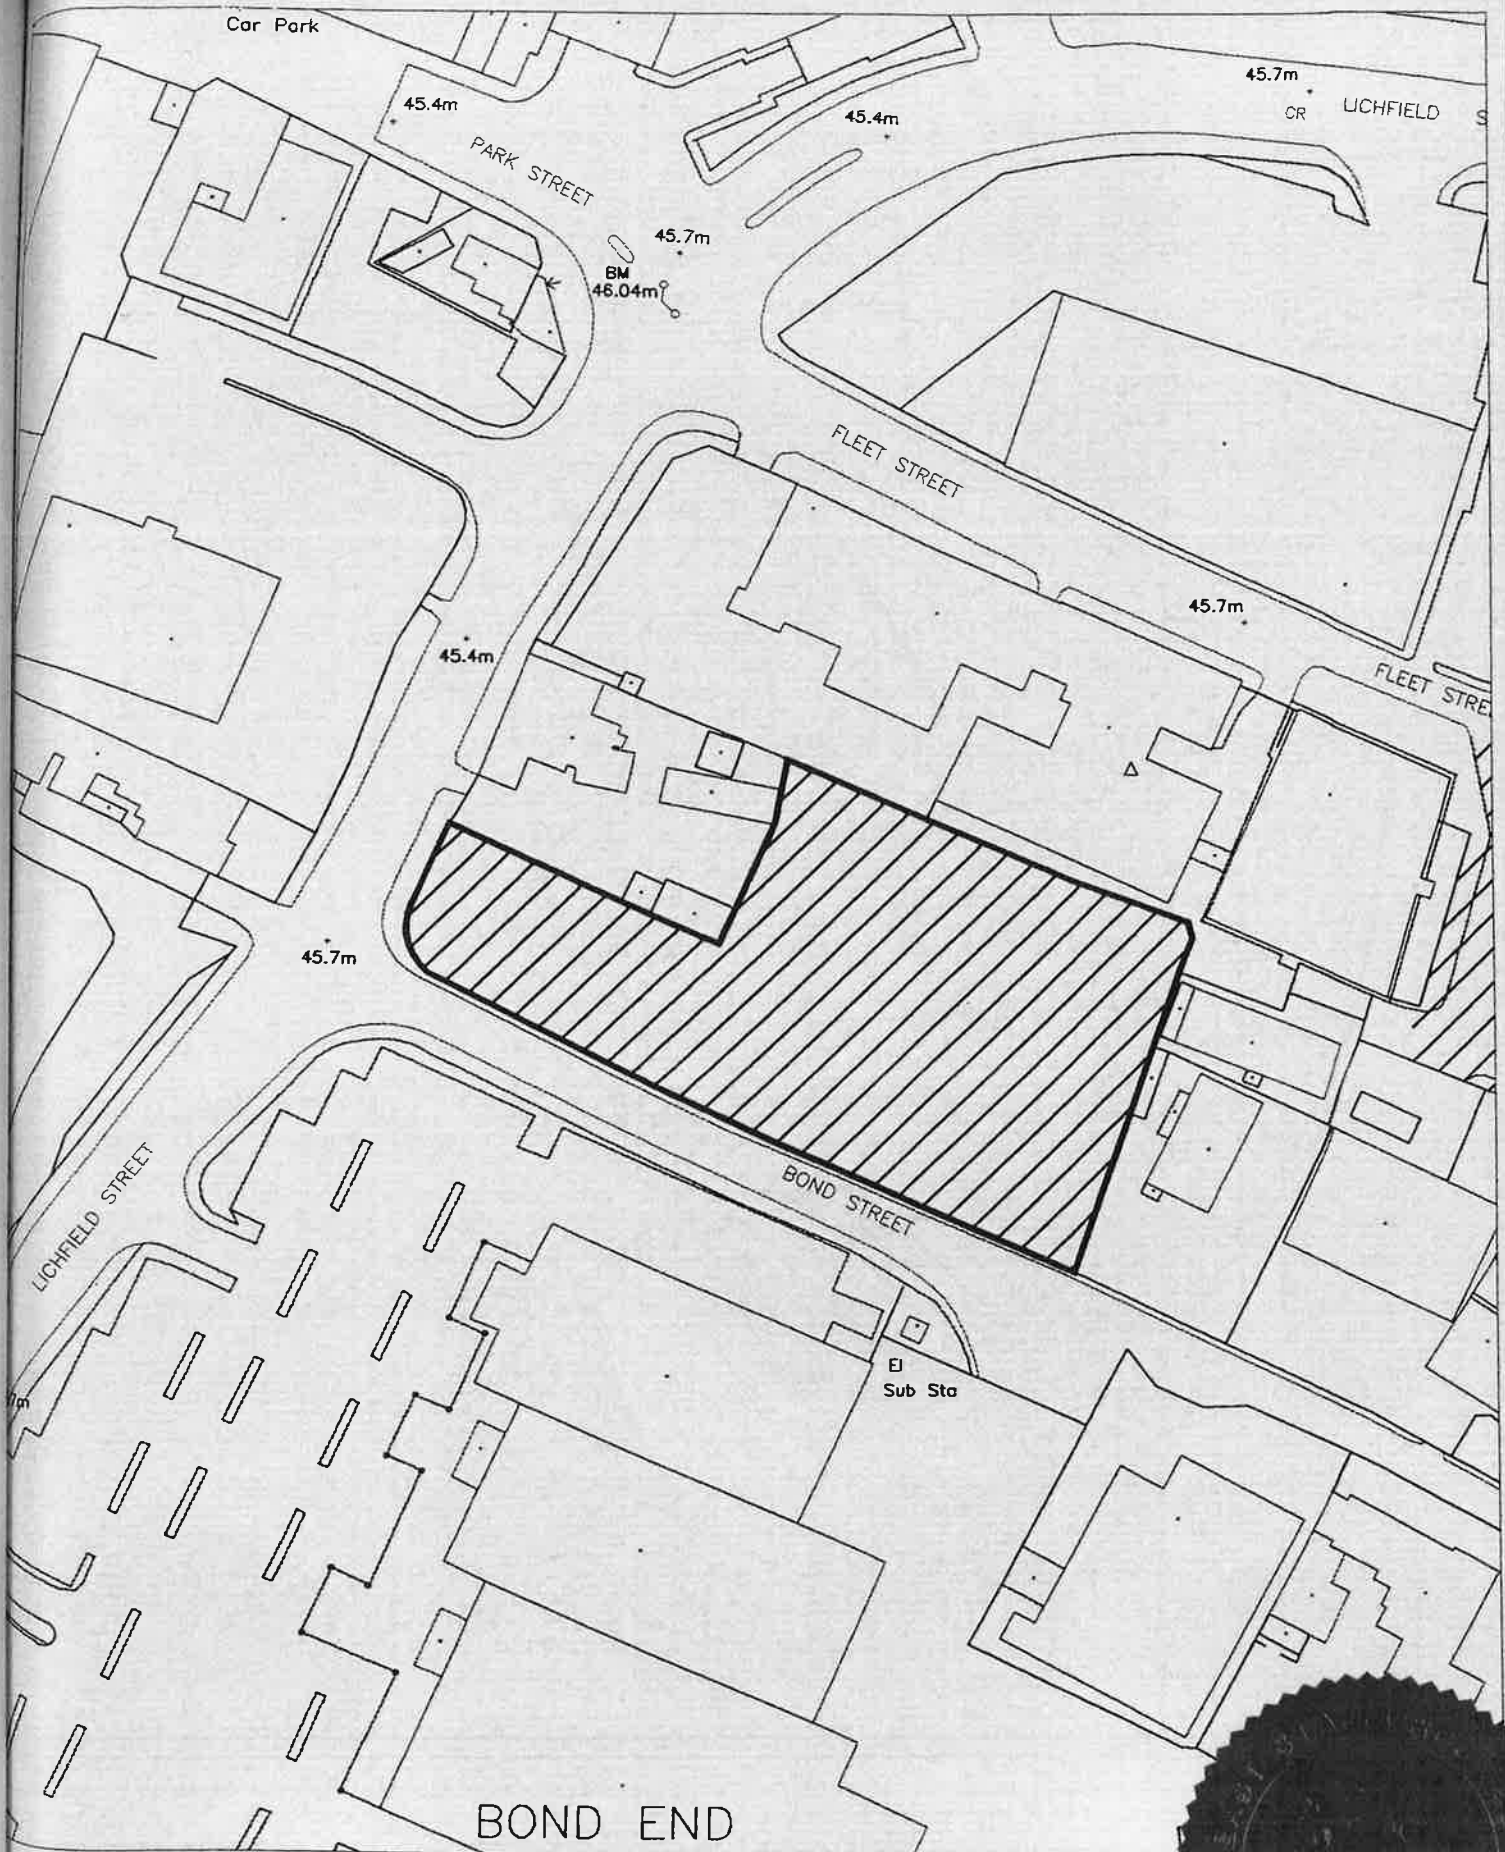 Car Park
45.7m
45.4m
CR LICHFIELD S
45.4m
PARK STREET
45.7m
BM
46.04m
FLEET STREET
45.7m
45.4m
FLEET STRE
45.7m
BOND STREET
LICHFIELD STREET
El
Sub Sta
7m
BOND END